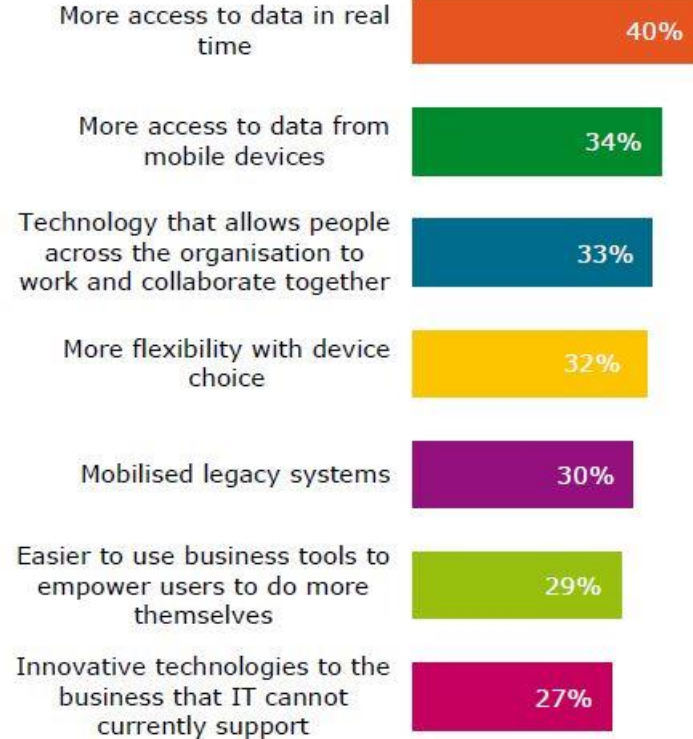 More access to data in real
time
40%
More access to data from
mobile devices
34%
Technology that allows people
across the organisation to
work and collaborate together
33%
More flexibility with device
choice
32%
Mobilised legacy systems
30%
Easier to use business tools to
empower users to do more
themselves
29%
Innovative technologies to the
business that IT cannot
currently support
27%